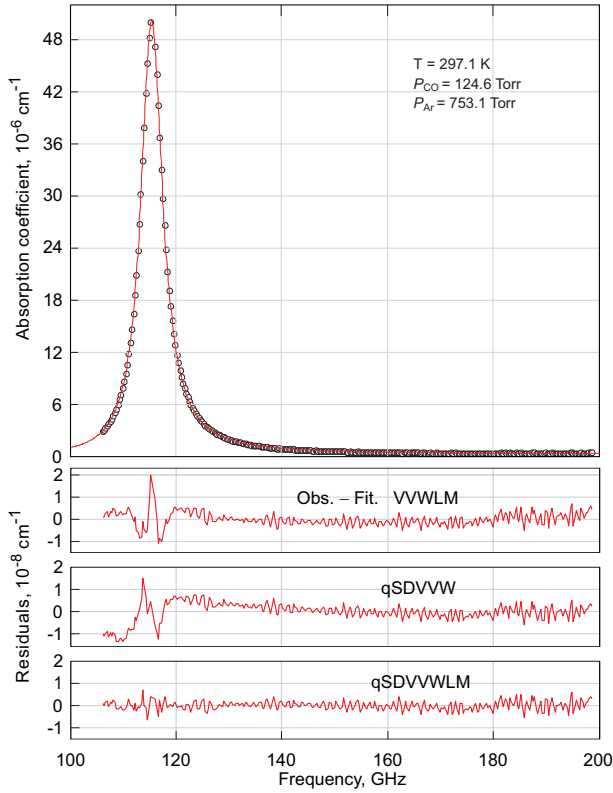 Absorption coefficient, 10⁻⁶ cm⁻¹
48
42
36
30
24
18
12
6
0
T = 297.1 K
P_CO = 124.6 Torr
P_Ar = 753.1 Torr
Residuals, 10⁻⁸ cm⁻¹
2
1
0
-1
Obs. – Fit. VVWLM
2
1
0
-1
qSDVVW
2
1
0
-1
qSDVVWLM
100 120 140 160 180 200
Frequency, GHz